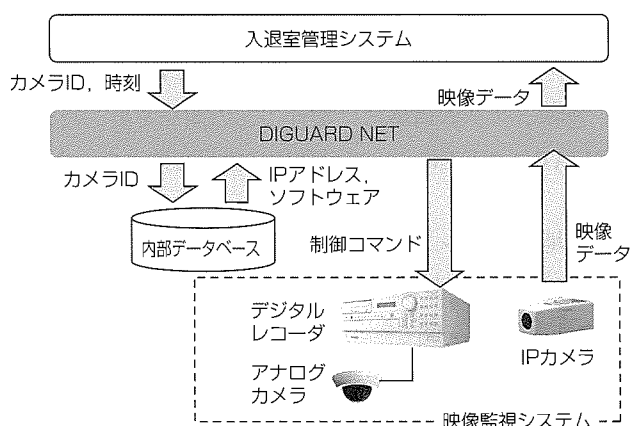 入退室管理システム
カメラID，時刻
映像データ
DIGUARD NET
カメラID
IPアドレス，
ソフトウェア
内部データベース
制御コマンド
映像
データ
デジタル
レコーダ
IPカメラ
アナログ
カメラ
映像監視システム